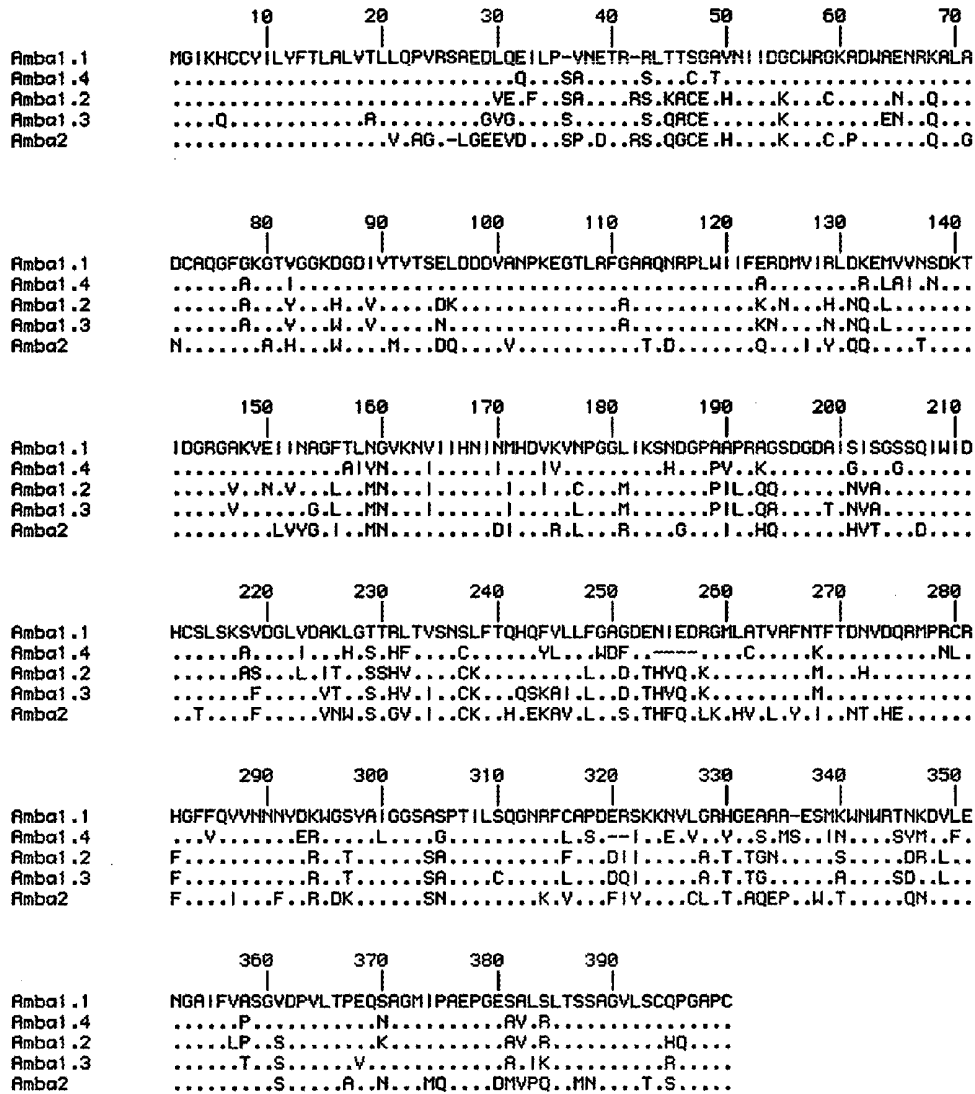 10 20 30 40 50 60 70
Amba1.1 MGIKHCCYILYFTLALVTLLQPVRSAEDLQEILP-VNETR-RLTTSGAYNIIDGCWRGKADWAENRKALA
Amba1.4 ..............................Q...SA....S...C.T.....................
Amba1.2 ............................VE.F..SA....RS.KACE.H....K...C.....N..Q...
Amba1.3 ....Q............A.........GVG....S......S.QACE......K........EN..Q...
Amba2 ...................V.AG.-LGEEVD...SP.D..RS.QGCE.H....K...C.P......Q..G
80 90 100 110 120 130 140
Amba1.1 DCAQGFGKGTVGGKDGDIYTVTSELDDDVANPKEGTLRFGAAQNRPLWIIFERDMVIRLDKEMVVNSDKT
Amba1.4 ......A...I........................................A........R.LAI.N...
Amba1.2 ......A...Y...H..V.....DK..............A............K.N...H.NQ.L......
Amba1.3 ......A...Y...W..V.....N...............A............KN....N.NQ.L......
Amba2 N.......A.H...W....M...DQ....V...........T.D........Q...I.Y.QQ....T...
150 160 170 180 190 200 210
Amba1.1 IDGRGAKVEIINAGFTLNGVKNVIIHNINMHDVKVNPGGLIKSNDGPAAPRAGSDGDAISISGSSQIWID
Amba1.4 ..............AIYN....I......I..IV........H...PV..K.......G...G.......
Amba1.2 .....V..N.V...L..MN....I.....I..I..C...M.......PIL.QQ......NVA........
Amba1.3 .....V.......G.L..MN....I.....I.....L...M......PIL.QA....T.NVA........
Amba2 .........LVYG.I..MN..........DI...R.L...R....G...I..HQ.....HVT...D....
220 230 240 250 260 270 280
Amba1.1 HCSLSKSVDGLVDAKLGTTRLTVSNSLFTQHQFVLLFGAGDENIEDRGMLATVAFNTFTDNVDQRMPRCR
Amba1.4 ......A....I...H.S.HF....C......YL...WDF...~~~~~....C....K........NL.
Amba1.2 ......AS....L.IT..SSHV...CK........L..D.THYQ.K.........M...H........
Amba1.3 .......F.....VT..S.HV.I..CK...QSKAI.L..D.THVQ.K.........M...........
Amba2 ..T....F.....VNW.S.GV.I..CK..H.EKAV.L..S.THFQ.LK.HV.L.Y.I..NT.HE......
290 300 310 320 330 340 350
Amba1.1 HGFFQVVNNNYDKWGSYAIGGSASPTILSQGNRFCAPDERSKKNVLGRHGEAAA-ESMKWNWRTNKDVLE
Amba1.4 ...V.......ER.....L....G..........LS.--I..E.V..Y..S.MS..IN....SYM...F.
Amba1.2 F..........R..T......SA..........F...DII....A.T.TGN.....S.....DR.L..
Amba1.3 F..........R..T......SA....C.....L...DQI....A.T.TG......A....SD..L..
Amba2 F...I...F..R.DK......SN.......K.V...FIY...CL..T.AQEP..W.T.....QN......
360 370 380 390
Amba1.1 NGAIFVASGVDPVLTPEQSAGMIPAEPGESALSLTSSAGVLSCQPGAPC
Amba1.4 ......P...........N..........AV.R................
Amba1.2 .....LP..S........K..........AV.R..........HQ....
Amba1.3 ......T..S......V............A.IK..........R.....
Amba2 .........S.....A..N...MQ.....DMVPQ..MN....T.S....